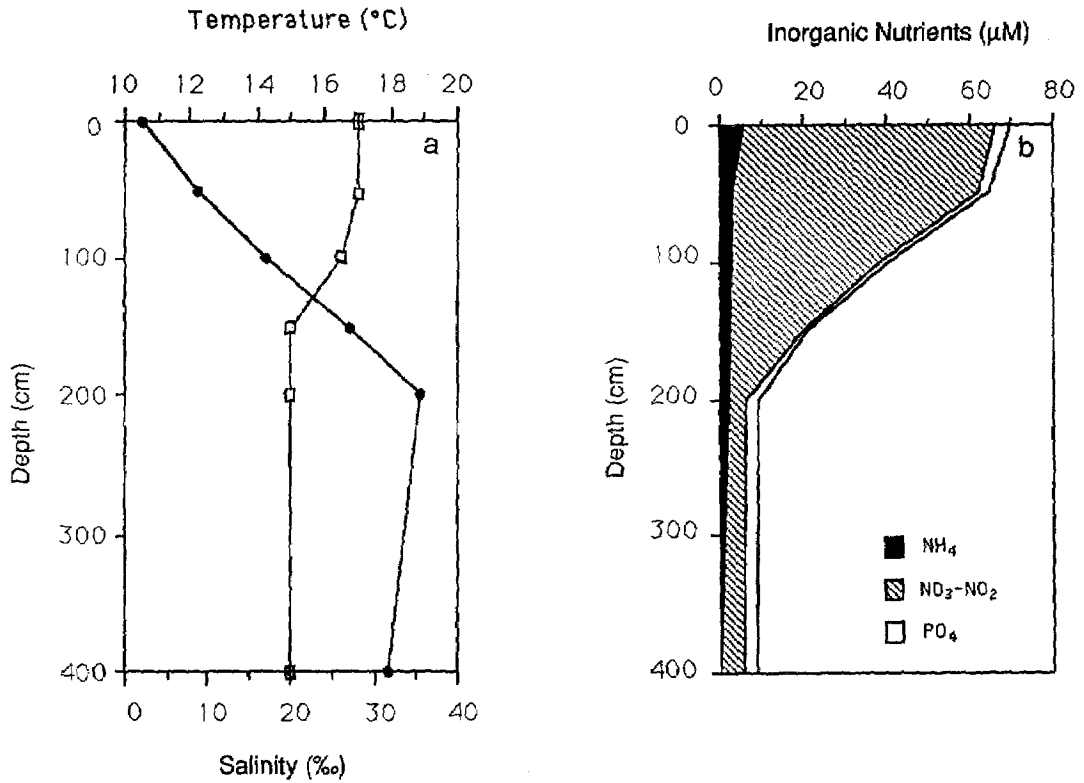 Temperature (°C)
10 12 14 16 18 20
a
0
100
200
300
400
Depth (cm)
0 10 20 30 40
Salinity (‰)
Inorganic Nutrients (µM)
0 20 40 60 80
b
0
100
200
300
400
Depth (cm)
NH₄
NO₃-NO₂
PO₄